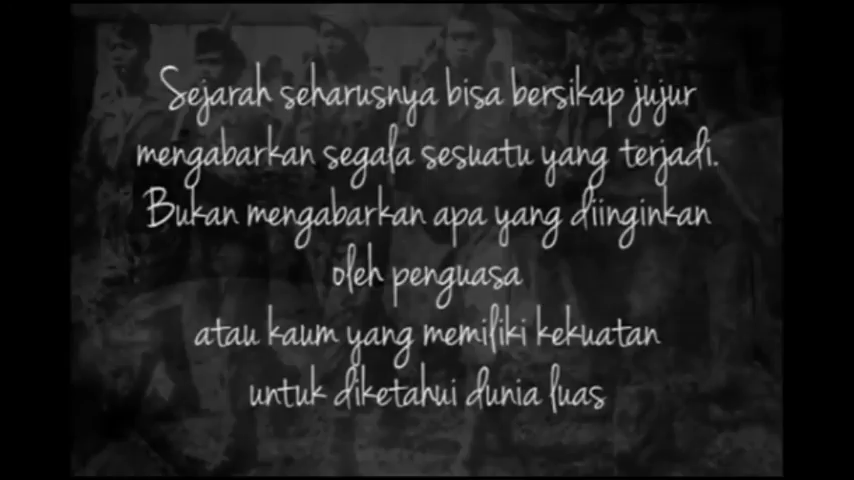 Sejarah seharusnya bisa bersikap jujur
mengabarkan segala sesuatu yang terjadi.
Bukan mengabarkan apa yang diinginkan
oleh penguasa
atau kaum yang memiliki kekuatan
untuk diketahui dunia luas